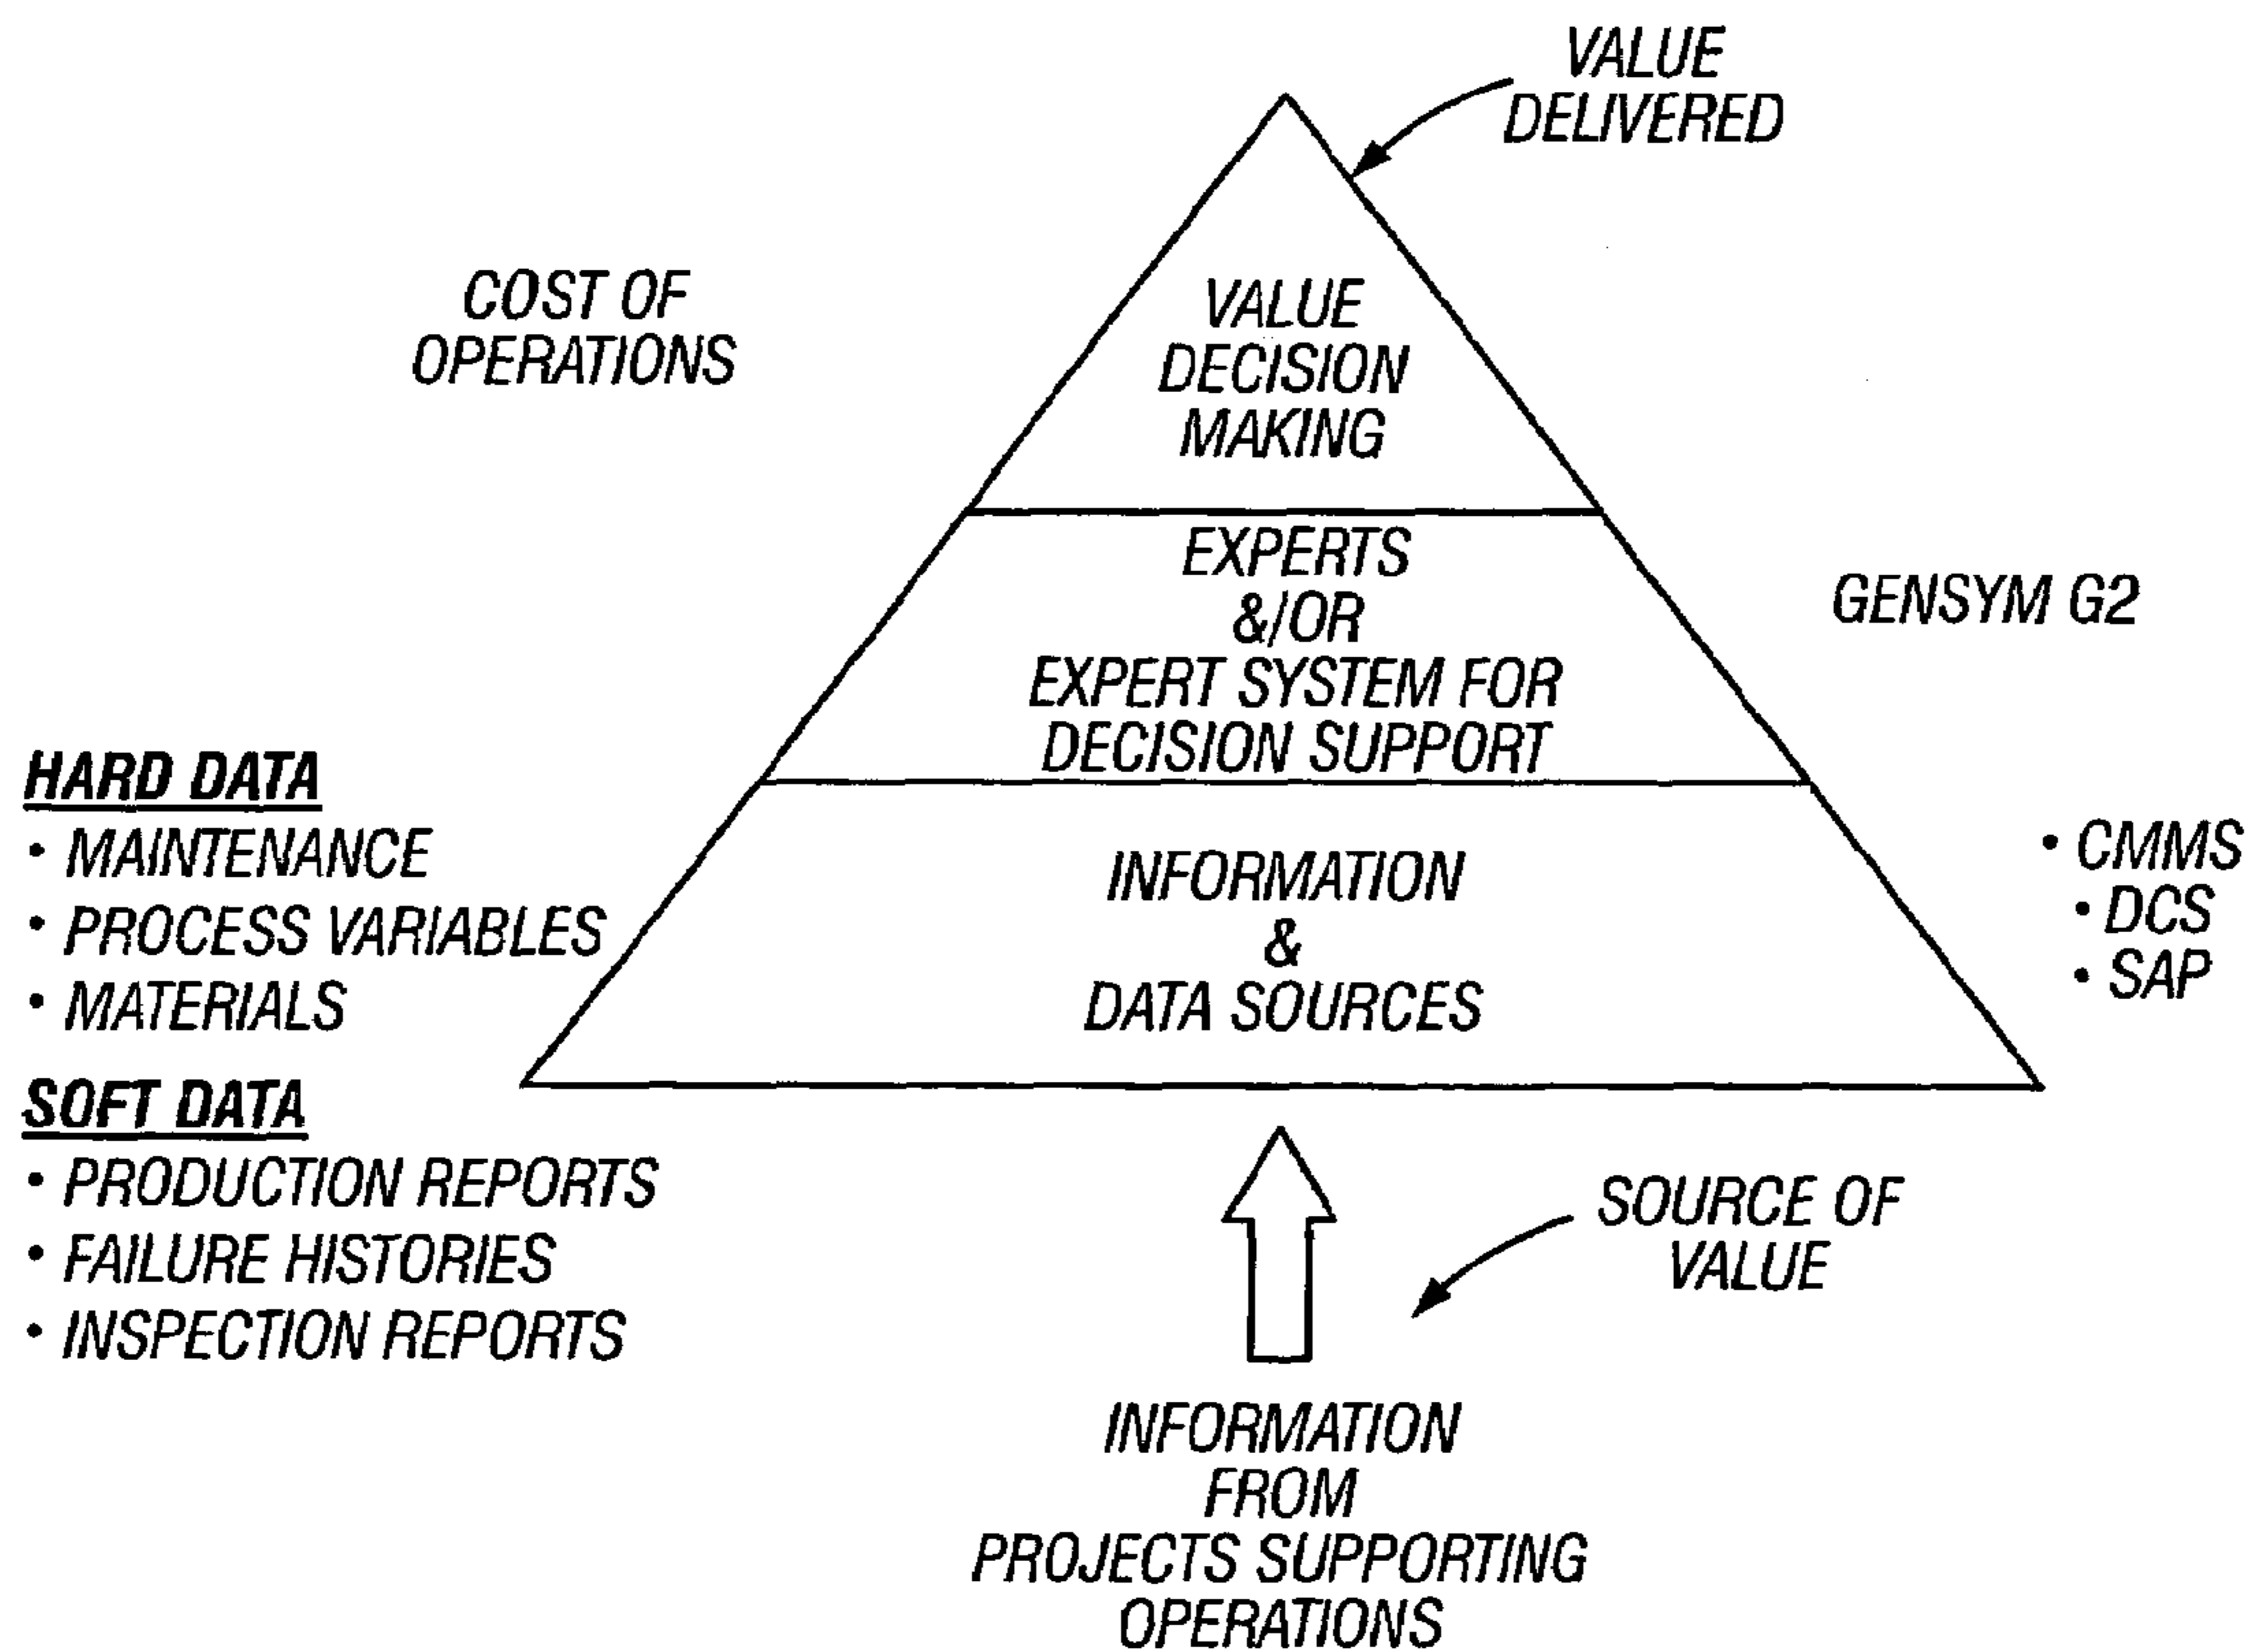 VALUE
DELIVERED
COST OF
OPERATIONS
VALUE
DECISION
MAKING
EXPERTS
&/OR
EXPERT SYSTEM FOR
DECISION SUPPORT
GENSYM G2
HARD DATA
• MAINTENANCE
• PROCESS VARIABLES
• MATERIALS
INFORMATION
&
DATA SOURCES
• CMMS
• DCS
• SAP
SOFT DATA
• PRODUCTION REPORTS
• FAILURE HISTORIES
• INSPECTION REPORTS
SOURCE OF
VALUE
INFORMATION
FROM
PROJECTS SUPPORTING
OPERATIONS